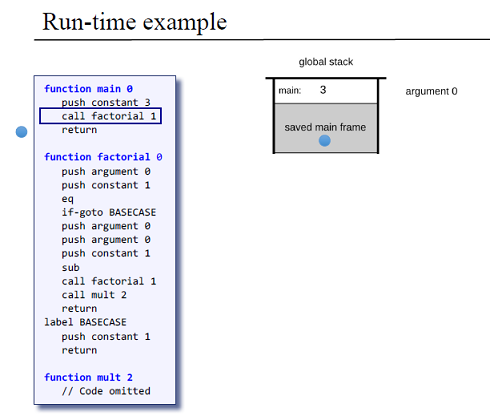 Run-time example
function main 0
push constant 3
call factorial 1
return
function factorial 0
push argument 0
push constant 1
eq
if-goto BASECASE
push argument 0
push argument 0
push constant 1
sub
call factorial 1
call mult 2
return
label BASECASE
push constant 1
return
function mult 2
// Code omitted
global stack
main: 3
argument 0
saved main frame